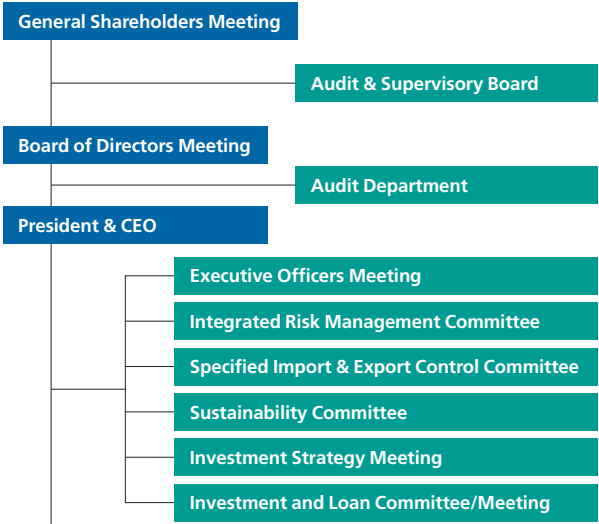 General Shareholders Meeting
Audit & Supervisory Board
Board of Directors Meeting
Audit Department
President & CEO
Executive Officers Meeting
Integrated Risk Management Committee
Specified Import & Export Control Committee
Sustainability Committee
Investment Strategy Meeting
Investment and Loan Committee/Meeting